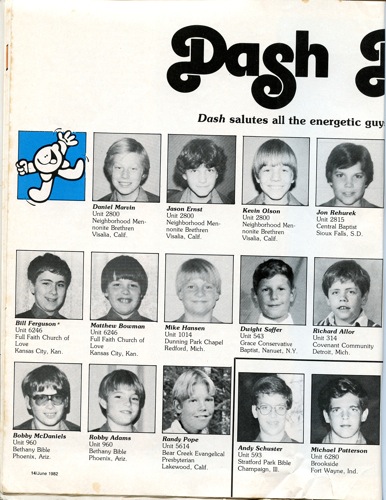 Dash
Dash salutes all the energetic guy
Daniel Marvin
Unit 2800
Neighborhood Men-
nonite Brethren
Visalia, Calif.
Jason Ernst
Unit 2800
Neighborhood Men-
nonite Brethren
Visalia, Calif.
Kevin Olson
Unit 2800
Neighborhood Men-
nonite Brethren
Visalia, Calif.
Jon Rehurek
Unit 2815
Central Baptist
Sioux Falls, S.D.
Bill Ferguson*
Unit 6246
Full Faith Church of
Love
Kansas City, Kan.
Matthew Bowman
Unit 6246
Full Faith Church of
Love
Kansas City, Kan.
Mike Hansen
Unit 1014
Dunning Park Chapel
Redford, Mich.
Dwight Soffer
Unit 543
Grace Conservative
Baptist, Nanuet, N.Y.
Richard Allor
Unit 314
Covenant Community
Detroit, Mich.
Bobby McDaniels
Unit 960
Bethany Bible
Phoenix, Ariz.
Robby Adams
Unit 960
Bethany Bible
Phoenix, Ariz.
Randy Pope
Unit 5614
Bear Creek Evangelical
Presbyterian
Lakewood, Calif.
Andy Schuster
Unit 593
Stratford Park Bible
Champaign, Ill.
Michael Patterson
Unit 6280
Brookside
Fort Wayne, Ind.
14/June 1982